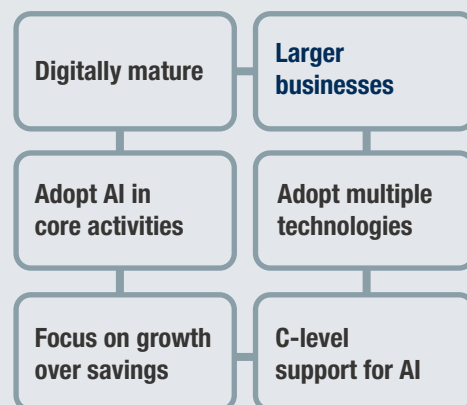 Digitally mature
Larger
businesses
Adopt AI in
core activities
Adopt multiple
technologies
Focus on growth
over savings
C-level
support for AI